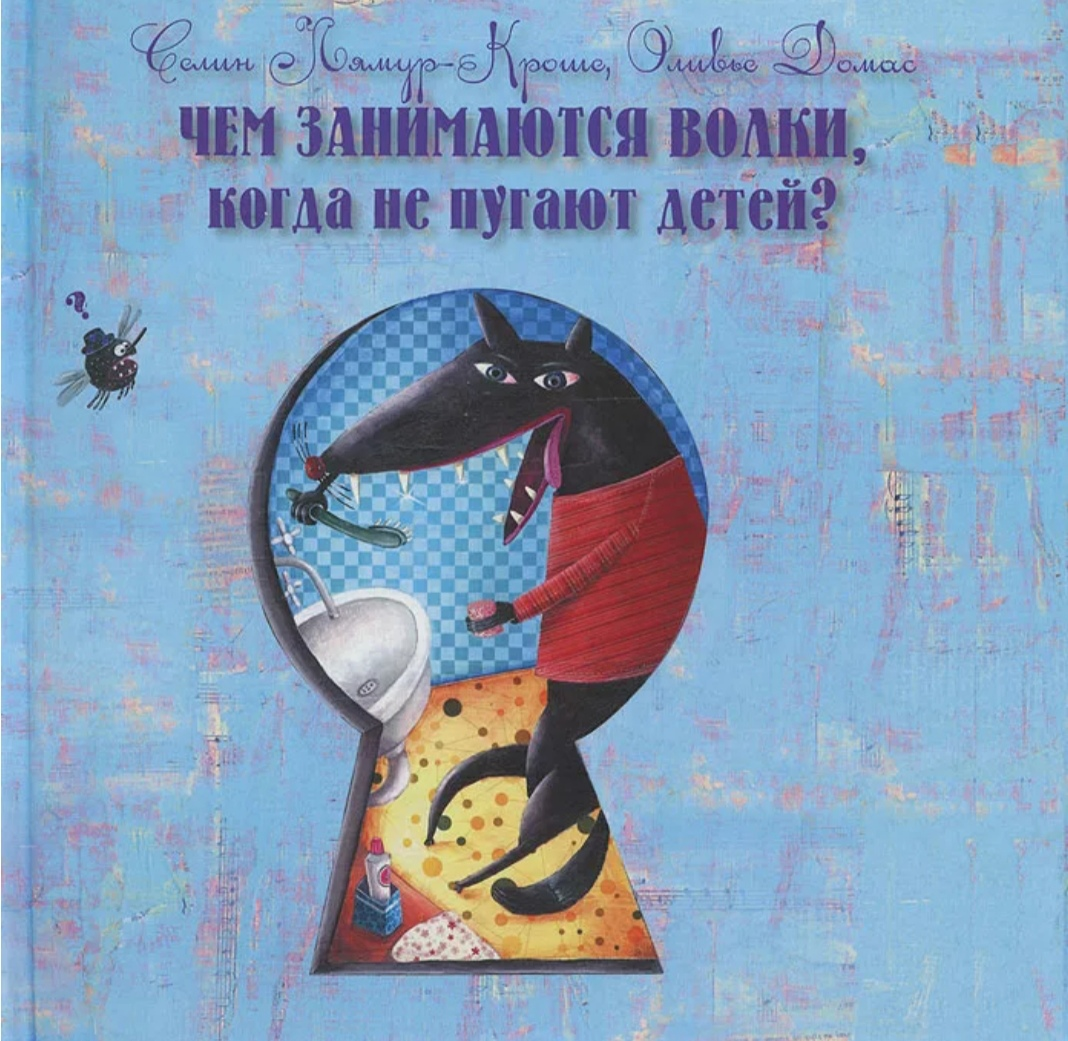 Селин Лямур-Кроше, Оливье Домас
ЧЕМ ЗАНИМАЮТСЯ ВОЛКИ,
КОГДА НЕ ПУГАЮТ ДЕТЕЙ?
?